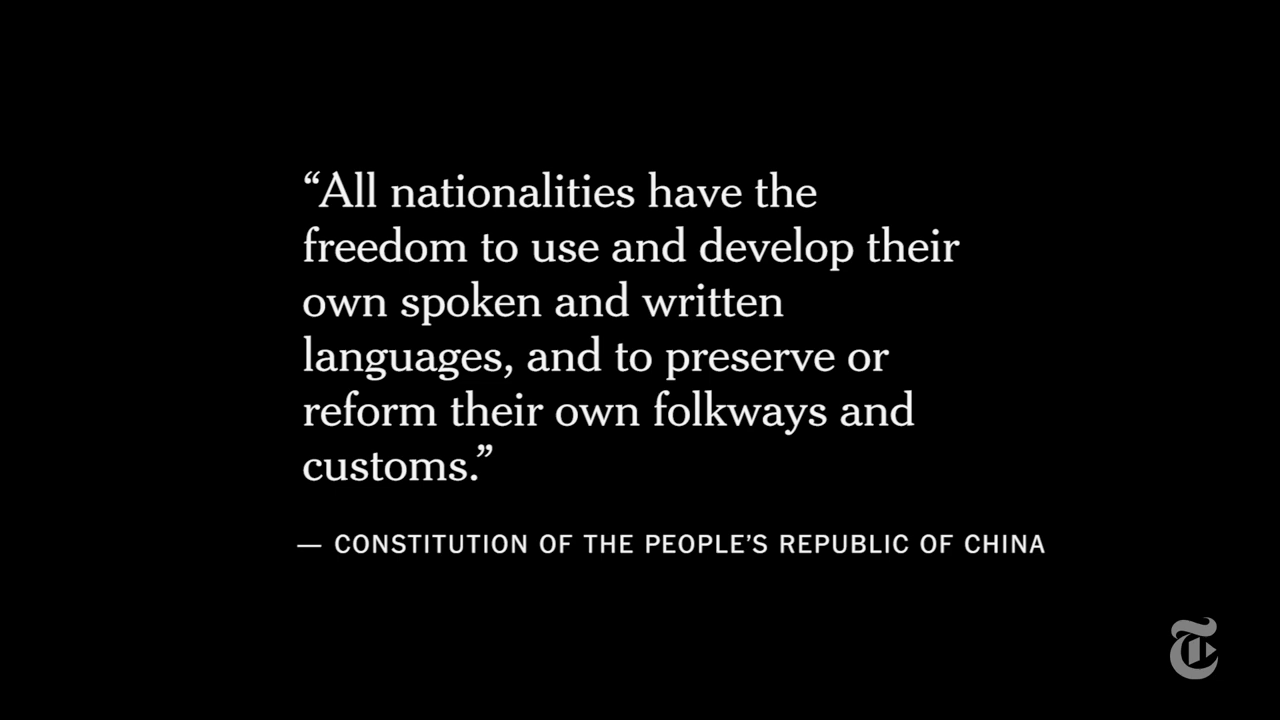 “All nationalities have the
freedom to use and develop their
own spoken and written
languages, and to preserve or
reform their own folkways and
customs.”
— CONSTITUTION OF THE PEOPLE’S REPUBLIC OF CHINA
T